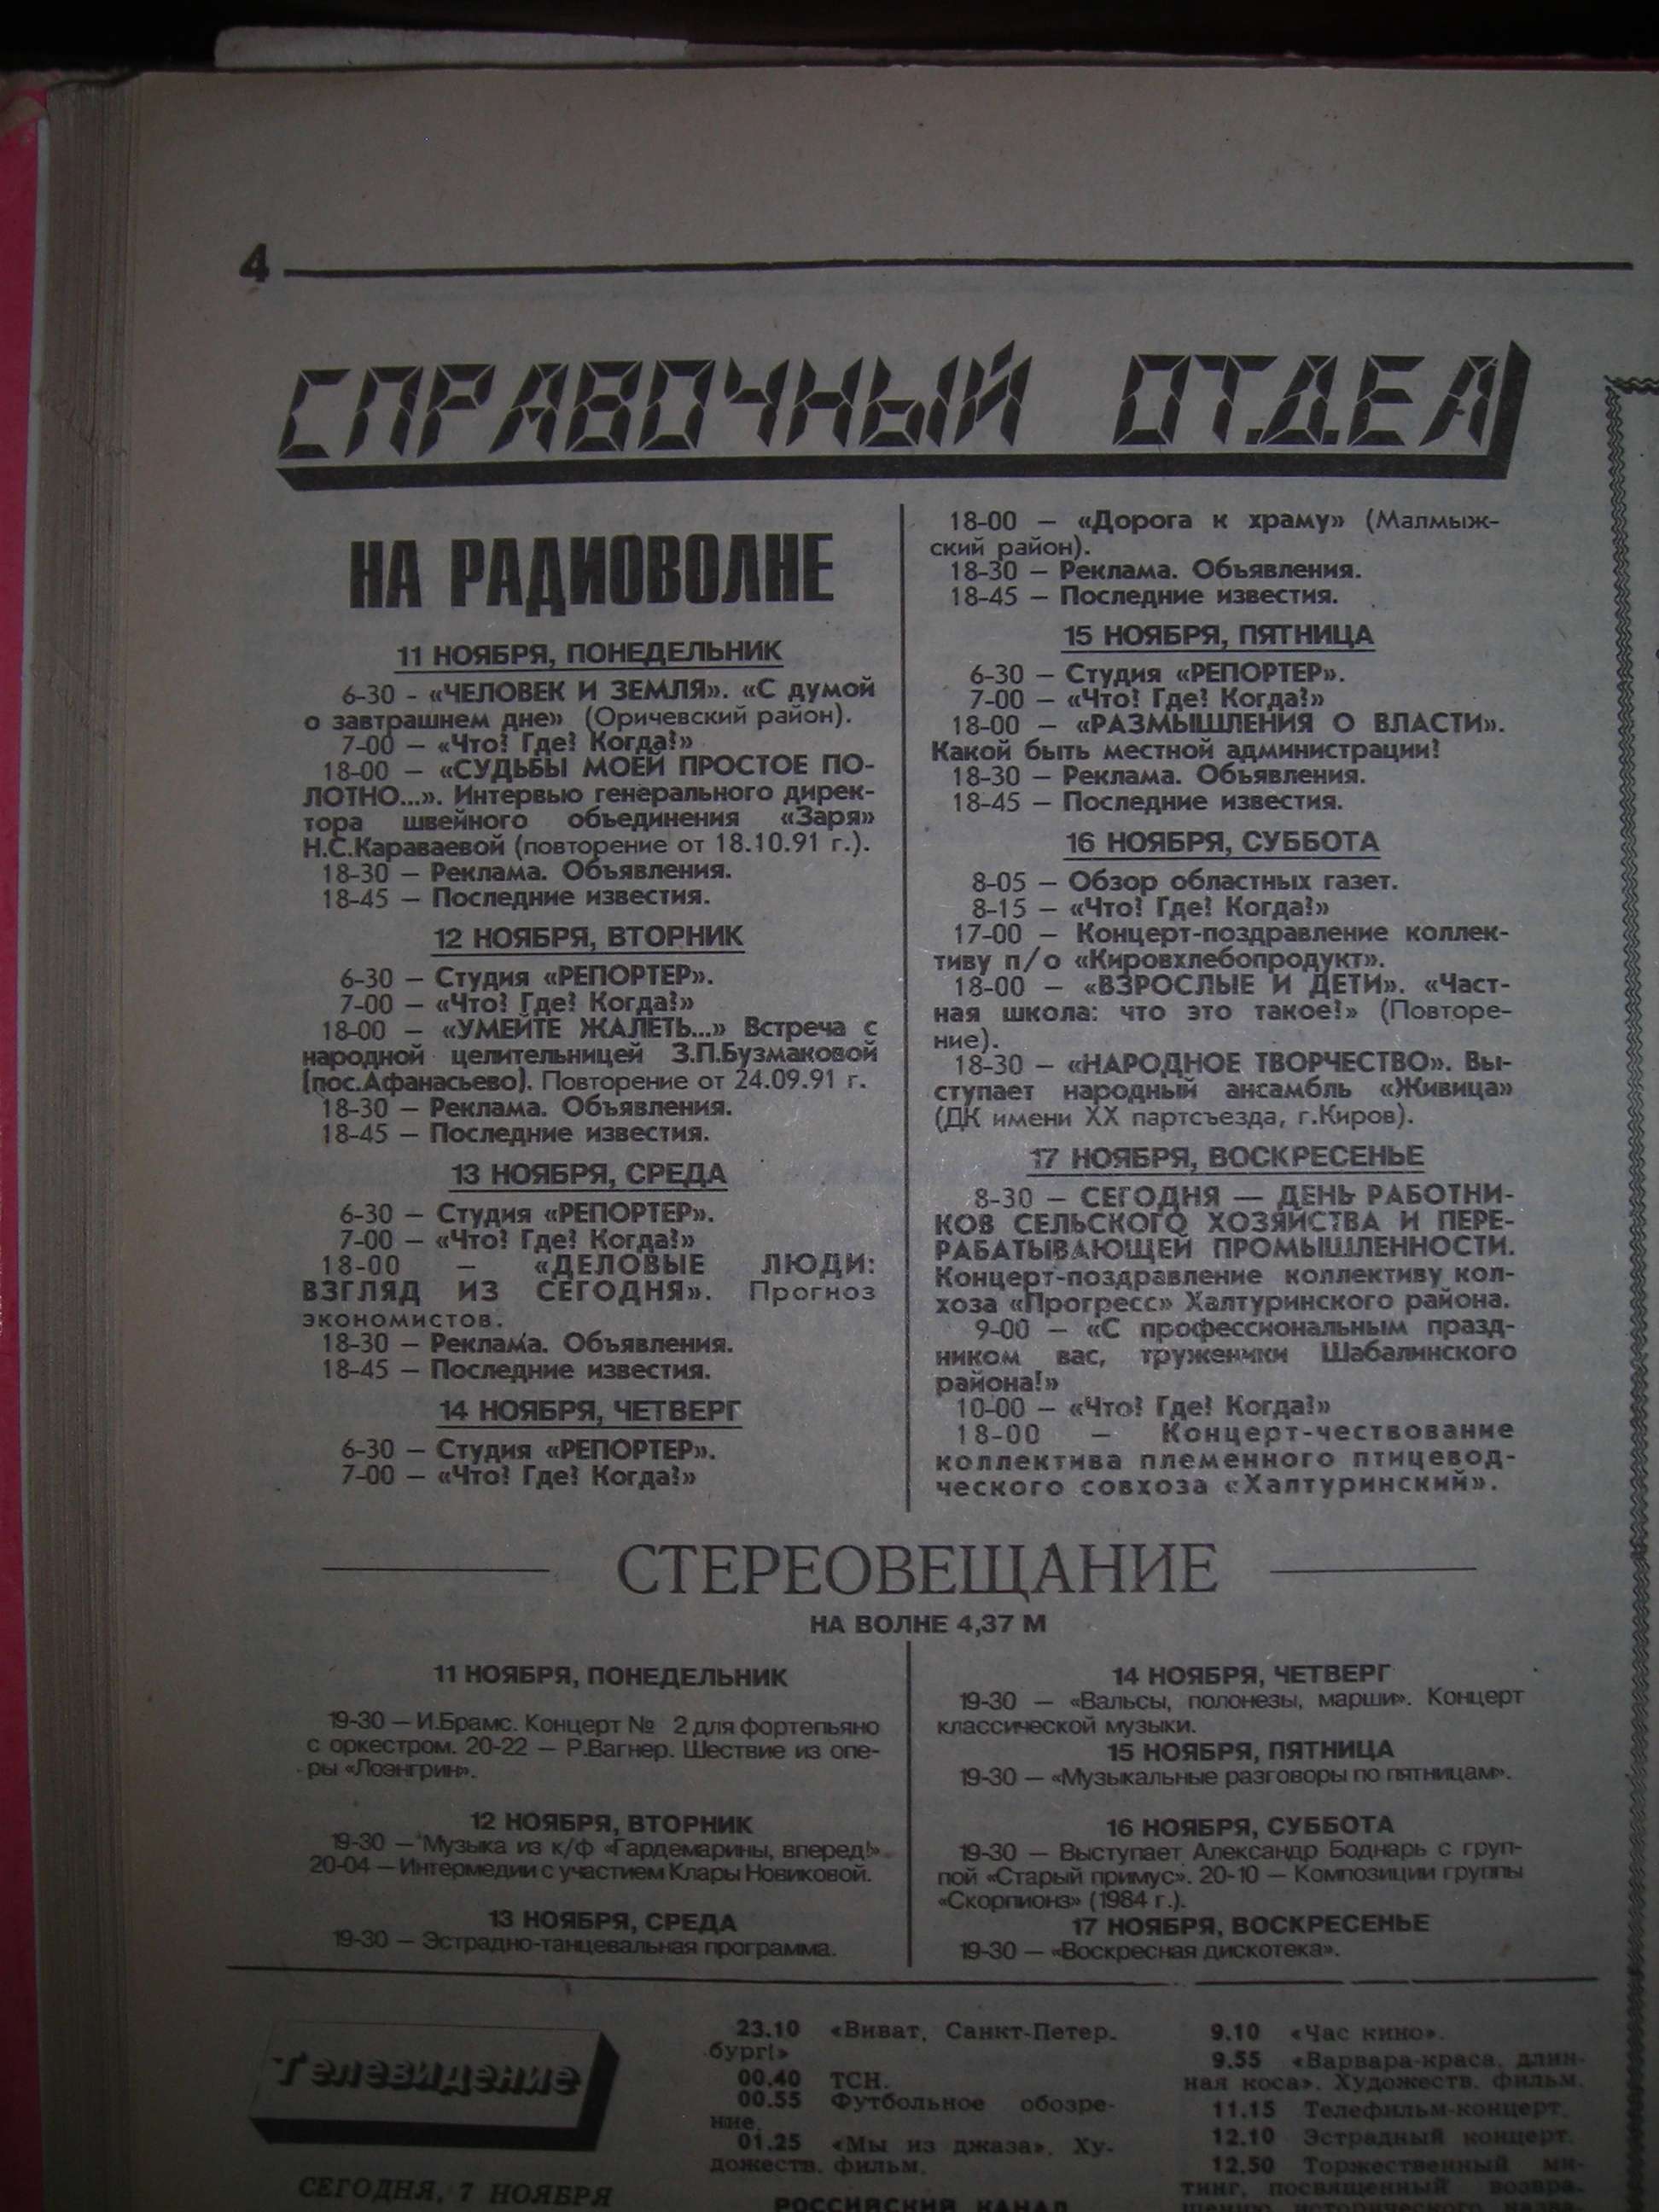 4
СПРАВОЧНЫЙ ОТДЕЛ
НА РАДИОВОЛНЕ
11 НОЯБРЯ, ПОНЕДЕЛЬНИК
6-30 - «ЧЕЛОВЕК И ЗЕМЛЯ». «С думой
о завтрашнем дне» (Оричевский район).
7-00 — «Что? Где? Когда?»
18-00 — «СУДЬБЫ МОЕЙ ПРОСТОЕ ПО-
ЛОТНО...». Интервью генерального дирек-
тора швейного объединения «Заря»
Н.С.Караваевой (повторение от 18.10.91 г.).
18-30 — Реклама. Объявления.
18-45 — Последние известия.
12 НОЯБРЯ, ВТОРНИК
6-30 — Студия «РЕПОРТЕР».
7-00 — «Что? Где? Когда?»
18-00 — «УМЕЙТЕ ЖАЛЕТЬ...» Встреча с
народной целительницей З.П.Бузмаковой
(пос.Афанасьево). Повторение от 24.09.91 г.
18-30 — Реклама. Объявления.
18-45 — Последние известия.
13 НОЯБРЯ, СРЕДА
6-30 — Студия «РЕПОРТЕР».
7-00 — «Что? Где? Когда?»
18-00 — «ДЕЛОВЫЕ ЛЮДИ:
ВЗГЛЯД ИЗ СЕГОДНЯ». Прогноз
экономистов.
18-30 — Реклама. Объявления.
18-45 — Последние известия.
14 НОЯБРЯ, ЧЕТВЕРГ
6-30 — Студия «РЕПОРТЕР».
7-00 — «Что? Где? Когда?»
18-00 — «Дорога к храму» (Малмыж-
ский район).
18-30 — Реклама. Объявления.
18-45 — Последние известия.
15 НОЯБРЯ, ПЯТНИЦА
6-30 — Студия «РЕПОРТЕР».
7-00 — «Что? Где? Когда?»
18-00 — «РАЗМЫШЛЕНИЯ О ВЛАСТИ».
Какой быть местной администрации?
18-30 — Реклама. Объявления.
18-45 — Последние известия.
16 НОЯБРЯ, СУББОТА
8-05 — Обзор областных газет.
8-15 — «Что? Где? Когда?»
17-00 — Концерт-поздравление коллек-
тиву п/о «Кировхлебопродукт».
18-00 — «ВЗРОСЛЫЕ И ДЕТИ». «Част-
ная школа: что это такое?» (Повторе-
ние).
18-30 — «НАРОДНОЕ ТВОРЧЕСТВО». Вы-
ступает народный ансамбль «Живица»
(ДК имени XX партсъезда, г.Киров).
17 НОЯБРЯ, ВОСКРЕСЕНЬЕ
8-30 — СЕГОДНЯ — ДЕНЬ РАБОТНИ-
КОВ СЕЛЬСКОГО ХОЗЯЙСТВА И ПЕРЕ-
РАБАТЫВАЮЩЕЙ ПРОМЫШЛЕННОСТИ.
Концерт-поздравление коллективу кол-
хоза «Прогресс» Халтуринского района.
9-00 — «С профессиональным празд-
ником вас, труженики Шабалинского
района!»
10-00 — «Что? Где? Когда?»
18-00 — Концерт-чествование
коллектива племенного птицевод-
ческого совхоза «Халтуринский».
СТЕРЕОВЕЩАНИЕ
НА ВОЛНЕ 4,37 М
11 НОЯБРЯ, ПОНЕДЕЛЬНИК
19-30 — И.Брамс. Концерт № 2 для фортепьяно
с оркестром. 20-22 — Р.Вагнер. Шествие из опе-
ры «Лоэнгрин».
12 НОЯБРЯ, ВТОРНИК
19-30 — Музыка из к/ф «Гардемарины, вперед!»
20-04 — Интермедии с участием Клары Новиковой.
13 НОЯБРЯ, СРЕДА
19-30 — Эстрадно-танцевальная программа.
14 НОЯБРЯ, ЧЕТВЕРГ
19-30 — «Вальсы, полонезы, марши». Концерт
классической музыки.
15 НОЯБРЯ, ПЯТНИЦА
19-30 — «Музыкальные разговоры по пятницам».
16 НОЯБРЯ, СУББОТА
19-30 — Выступает Александр Боднарь с груп-
пой «Старый примус». 20-10 — Композиции группы
«Скорпионз» (1984 г.).
17 НОЯБРЯ, ВОСКРЕСЕНЬЕ
19-30 — «Воскресная дискотека».
Телевидение
СЕГОДНЯ, 7 НОЯБРЯ
23.10 «Виват, Санкт-Петер-
бург!»
00.40 ТСН.
00.55 Футбольное обозре-
ние.
01.25 «Мы из джаза». Ху-
дожеств. фильм.
РОССИЙСКИЙ КАНАЛ
9.10 «Час кино».
9.55 «Варвара-краса, длин-
ная коса». Художеств. фильм.
11.15 Телефильм-концерт.
12.10 Эстрадный концерт.
12.50 Торжественный ми-
тинг, посвященный возвра-